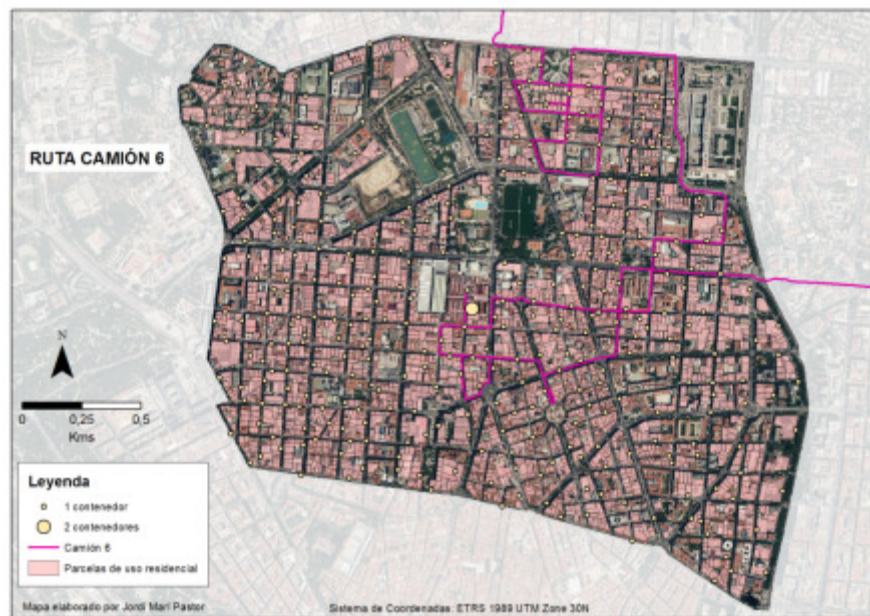 RUTA CAMIÓN 6
N
0 0,25 0,5
Kms
Leyenda
1 contenedor
2 contenedores
Camión 6
Parcelas de uso residencial
Mapa elaborado por Jordi Marí Pastor
Sistema de Coordenadas: ETRS 1989 UTM Zone 30N